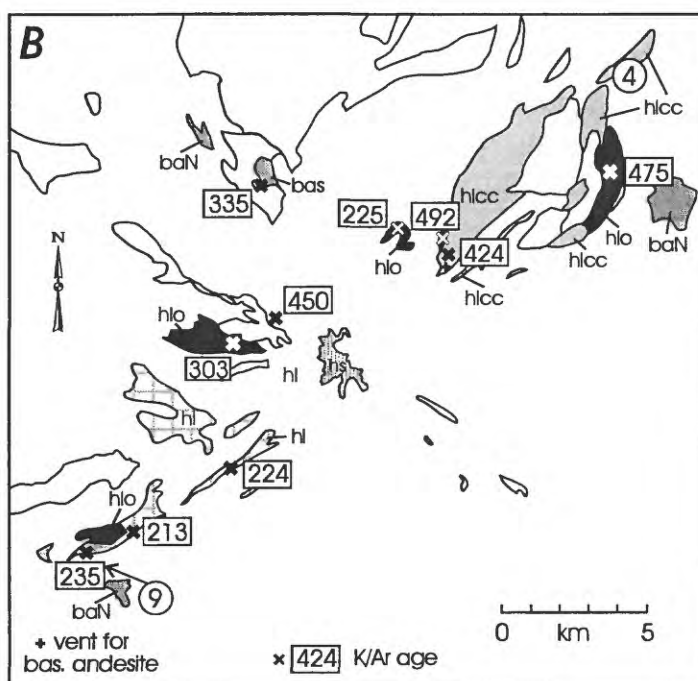 B
4
hlcc
baN
bas
335
hlcc
475
225
492
hlo
baN
hlo
424
hlcc
hlcc
N
450
hlo
303
hl
hs
hl
hl
224
hlo
213
235
9
baN
0 km 5
+ vent for
bas. andesite
× 424 K/Ar age